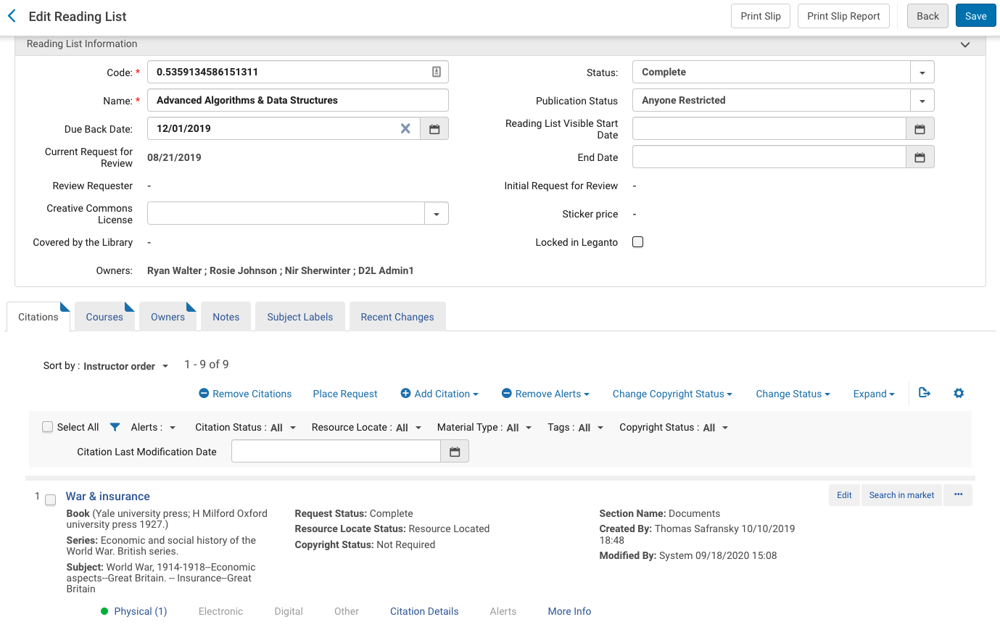 Edit Reading List
Print Slip
Print Slip Report
Back
Save
Reading List Information
Code: * 0.5359134586151311
Status: Complete
Name: * Advanced Algorithms & Data Structures
Publication Status Anyone Restricted
Due Back Date: 12/01/2019
Reading List Visible Start
Date
Current Request for
Review
08/21/2019
End Date
Review Requester -
Initial Request for Review -
Creative Commons
License
Sticker price -
Covered by the Library -
Locked in Leganto
Owners: Ryan Walter ; Rosie Johnson ; Nir Sherwinter ; D2L Admin1
Citations
Courses
Owners
Notes
Subject Labels
Recent Changes
Sort by : Instructor order 1 - 9 of 9
Remove Citations
Place Request
Add Citation
Remove Alerts
Change Copyright Status
Change Status
Expand
Select All Alerts : Citation Status : All Resource Locate : All Material Type : All Tags : All Copyright Status : All
Citation Last Modification Date
1 War & insurance
Edit
Search in market
Book (Yale university press; H Milford Oxford
university press 1927.)
Series: Economic and social history of the
World War. British series.
Subject: World War, 1914-1918--Economic
aspects--Great Britain. -- Insurance--Great
Britain
Request Status: Complete
Resource Locate Status: Resource Located
Copyright Status: Not Required
Section Name: Documents
Created By: Thomas Safransky 10/10/2019
18:48
Modified By: System 09/18/2020 15:08
Physical (1)
Electronic
Digital
Other
Citation Details
Alerts
More Info